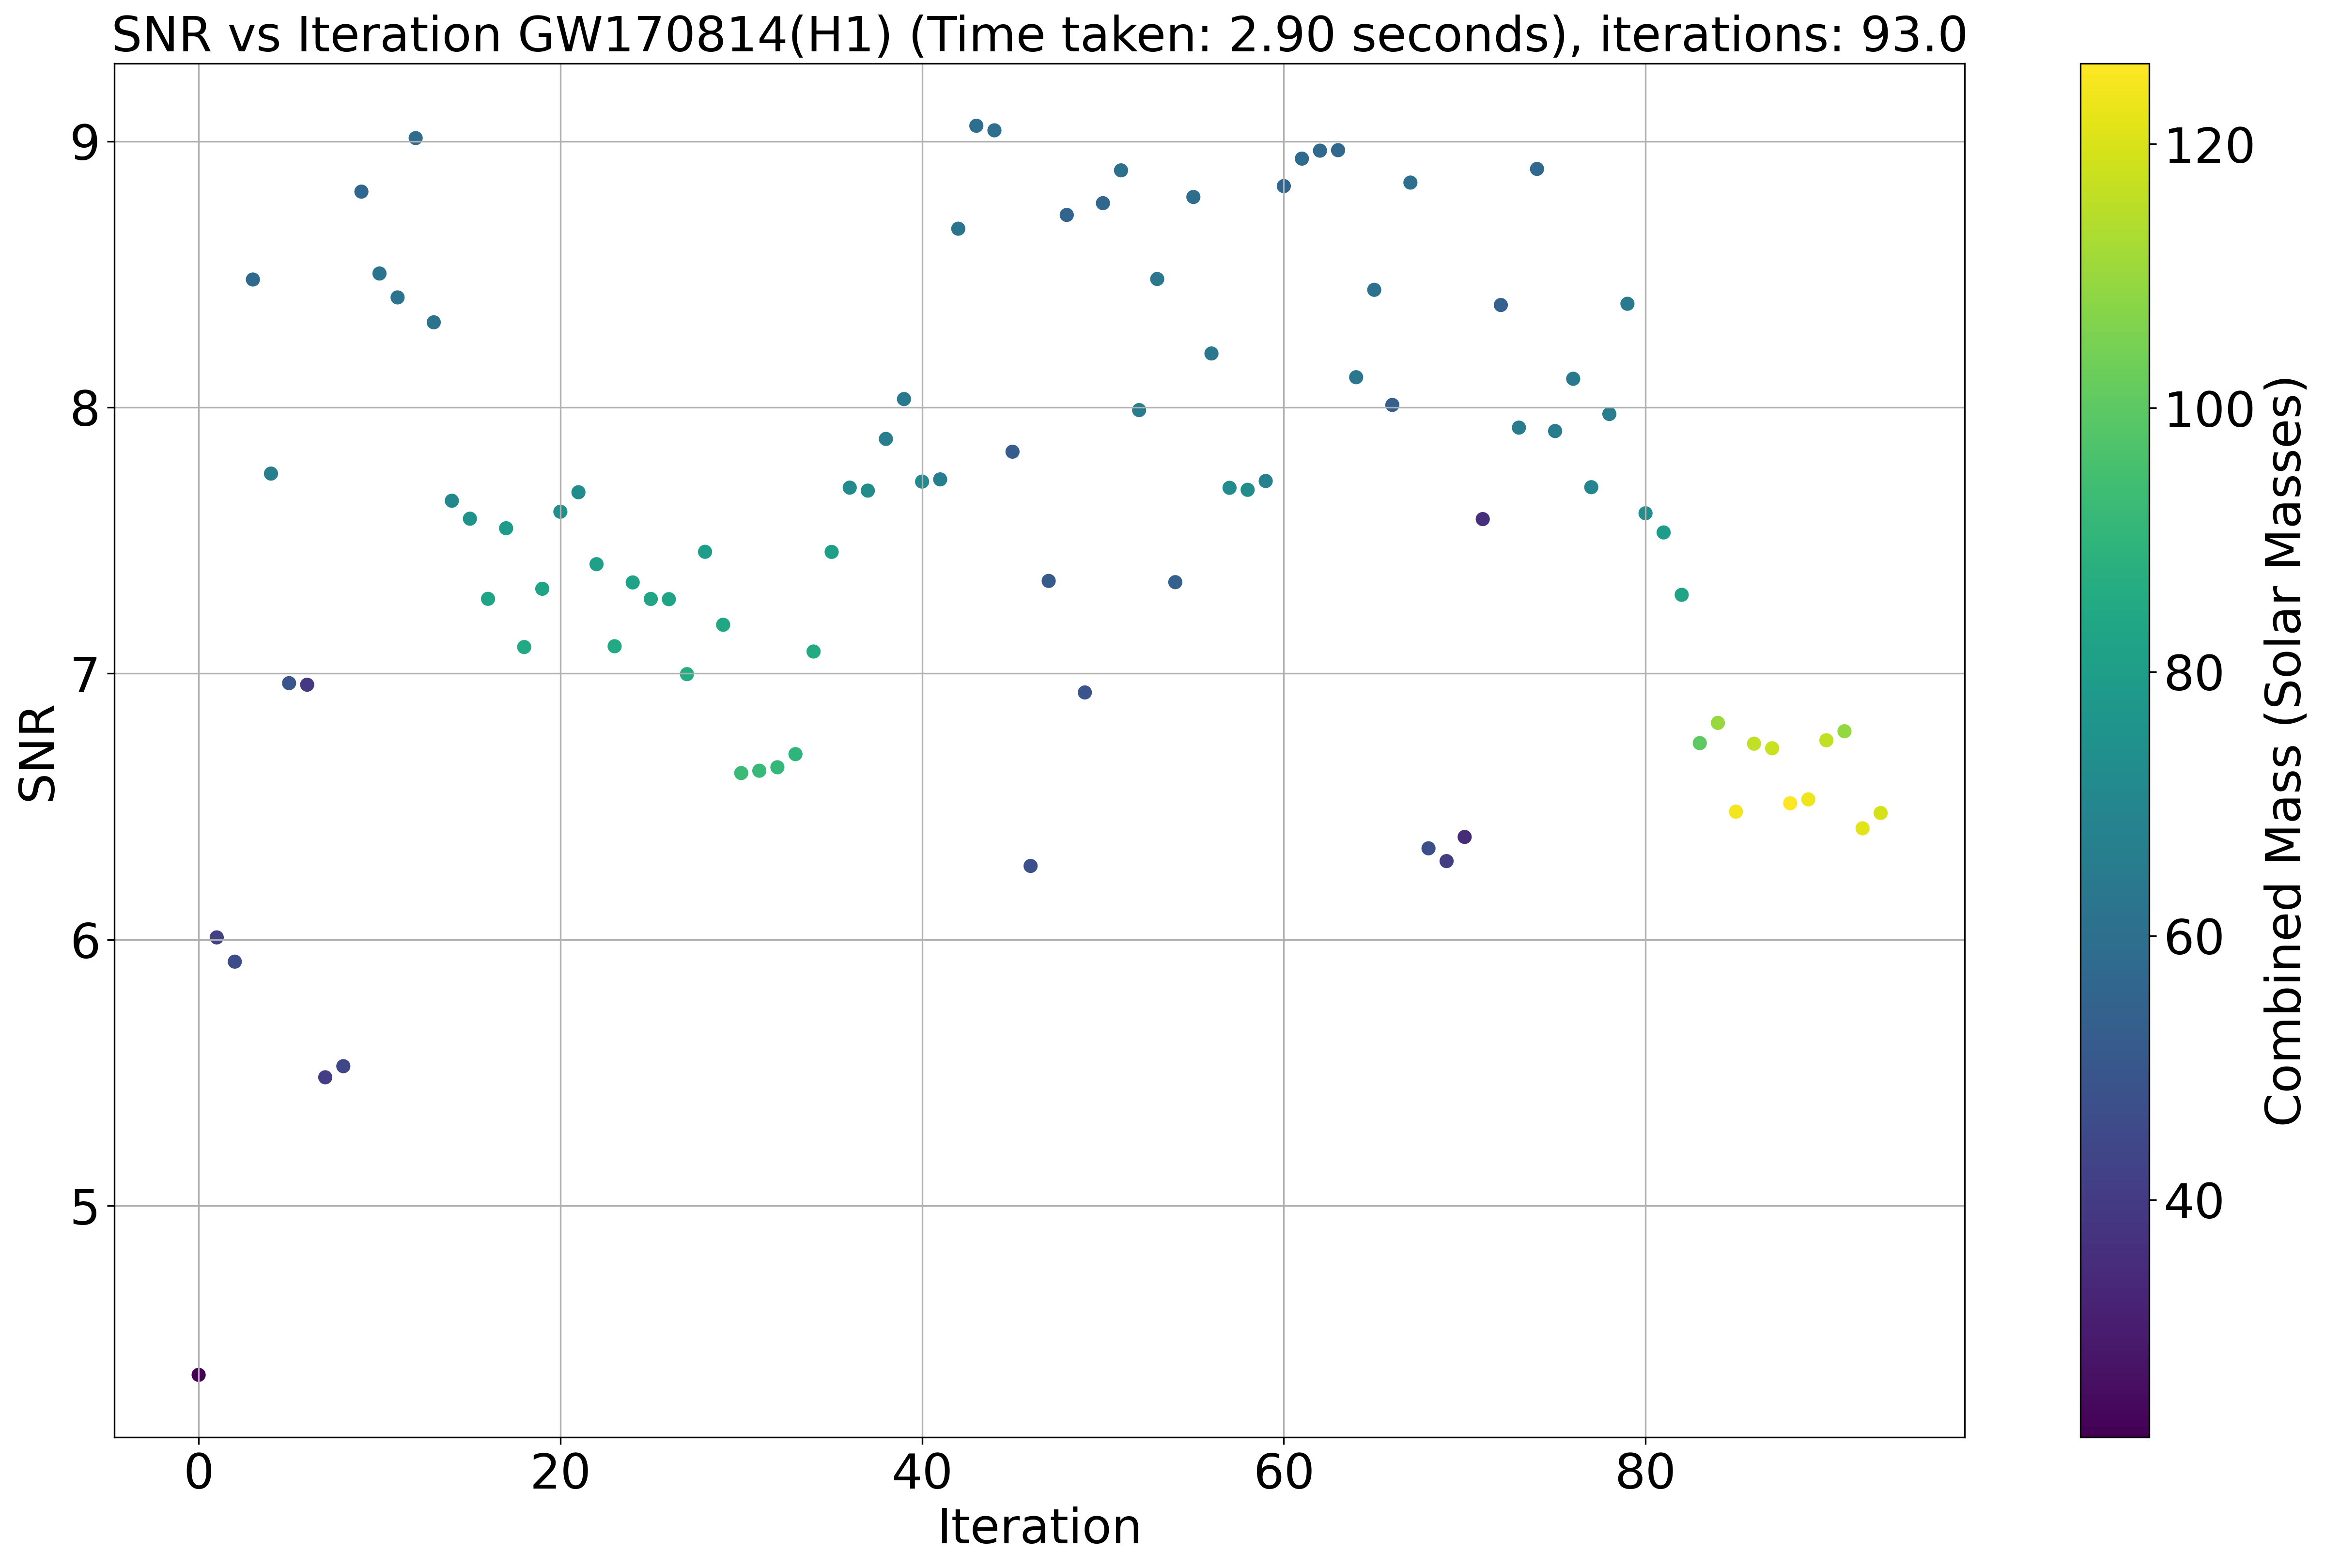 SNR vs Iteration GW170814(H1) (Time taken: 2.90 seconds), iterations: 93.0
9
8
7
6
5
SNR
0 20 40 60 80
Iteration
120
100
80
60
40
Combined Mass (Solar Masses)